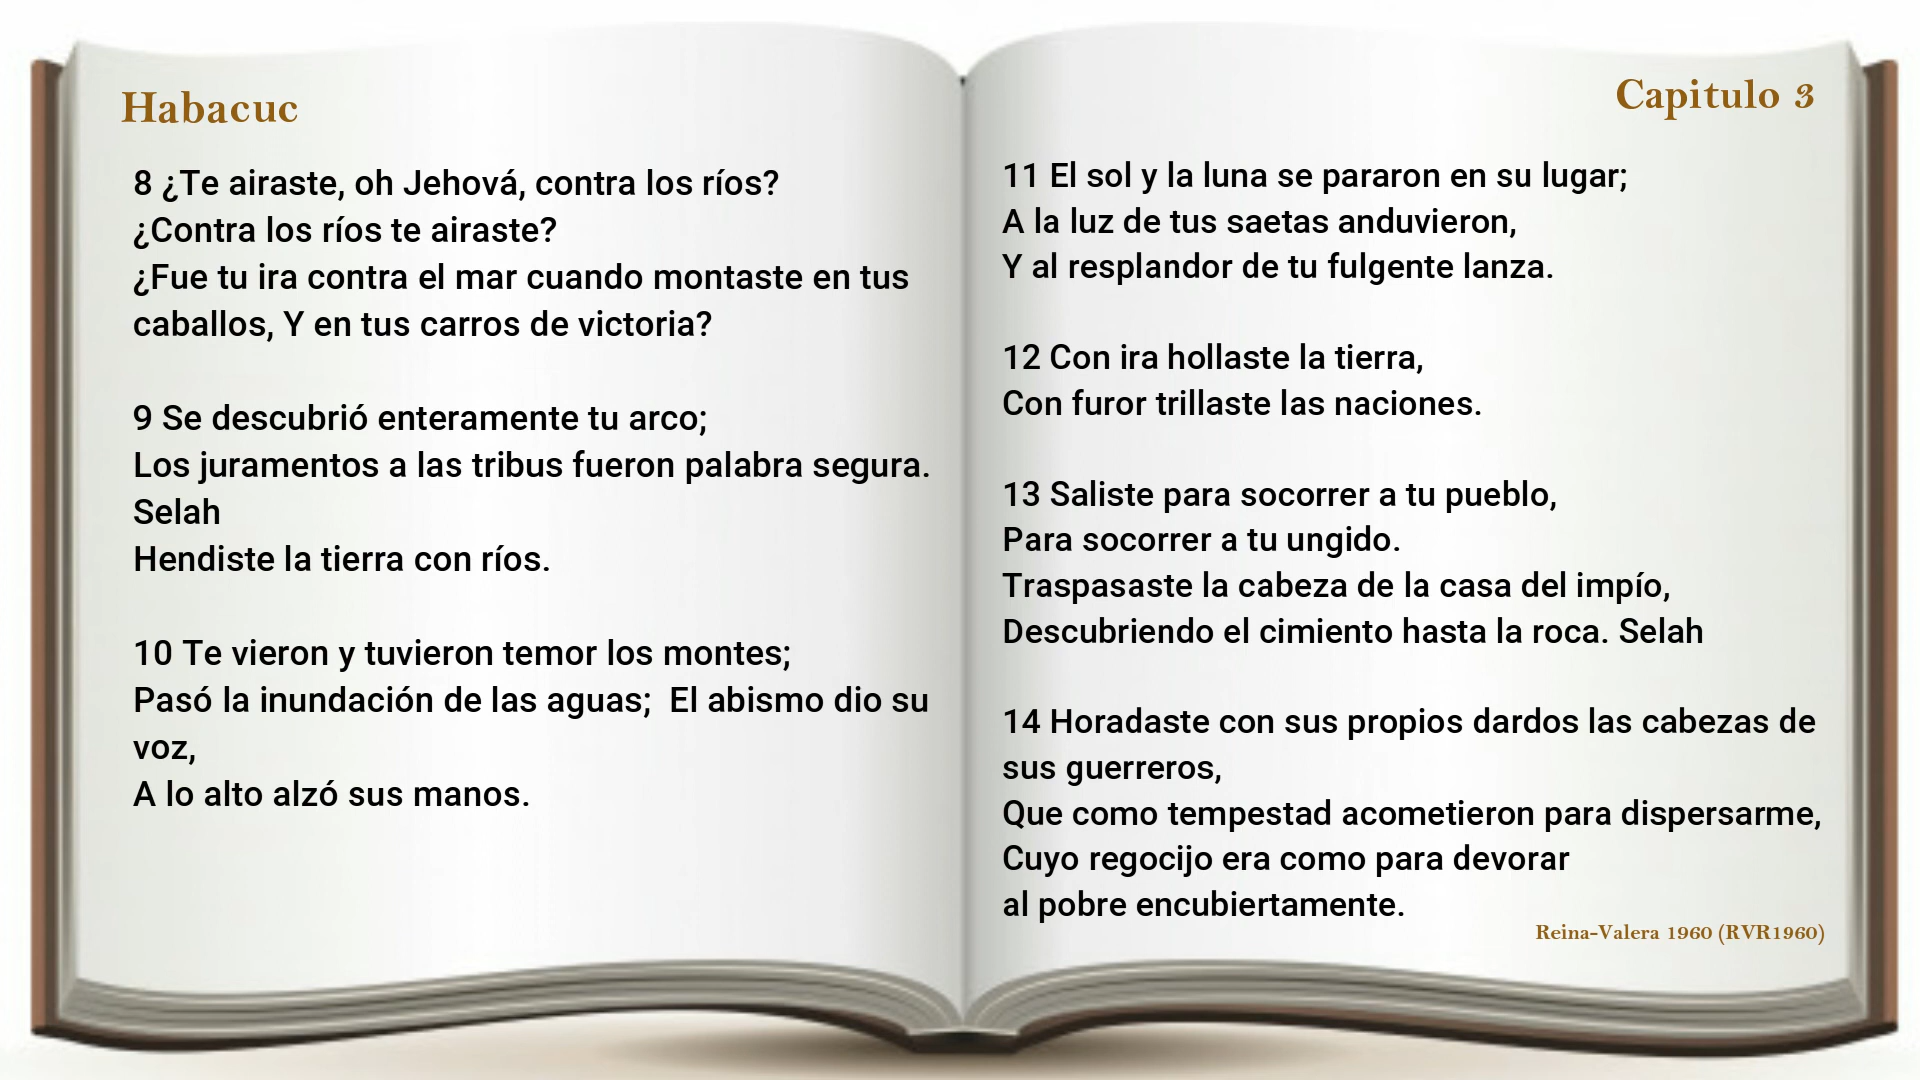 Habacuc
8 ¿Te airaste, oh Jehová, contra los ríos?
¿Contra los ríos te airaste?
¿Fue tu ira contra el mar cuando montaste en tus
caballos, Y en tus carros de victoria?
9 Se descubrió enteramente tu arco;
Los juramentos a las tribus fueron palabra segura.
Selah
Hendiste la tierra con ríos.
10 Te vieron y tuvieron temor los montes;
Pasó la inundación de las aguas;  El abismo dio su
voz,
A lo alto alzó sus manos.
Capitulo 3
11 El sol y la luna se pararon en su lugar;
A la luz de tus saetas anduvieron,
Y al resplandor de tu fulgente lanza.
12 Con ira hollaste la tierra,
Con furor trillaste las naciones.
13 Saliste para socorrer a tu pueblo,
Para socorrer a tu ungido.
Traspasaste la cabeza de la casa del impío,
Descubriendo el cimiento hasta la roca. Selah
14 Horadaste con sus propios dardos las cabezas de
sus guerreros,
Que como tempestad acometieron para dispersarme,
Cuyo regocijo era como para devorar
al pobre encubiertamente.
Reina-Valera 1960 (RVR1960)